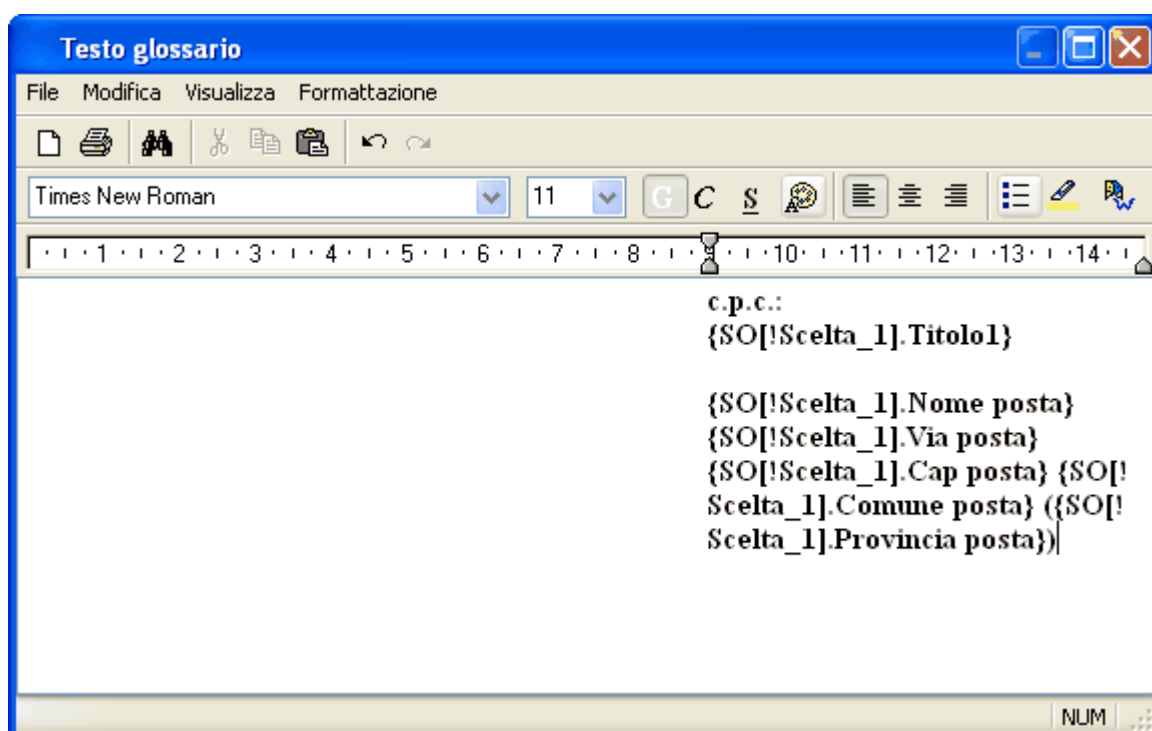 Testo glossario
File Modifica Visualizza Formattazione
Times New Roman 11 G C S A W
1 2 3 4 5 6 7 8 9 10 11 12 13 14
c.p.c.:
{SO[!Scelta_1].Titolo1}
{SO[!Scelta_1].Nome posta}
{SO[!Scelta_1].Via posta}
{SO[!Scelta_1].Cap posta} {SO[!
Scelta_1].Comune posta} ({SO[!
Scelta_1].Provincia posta})
NUM